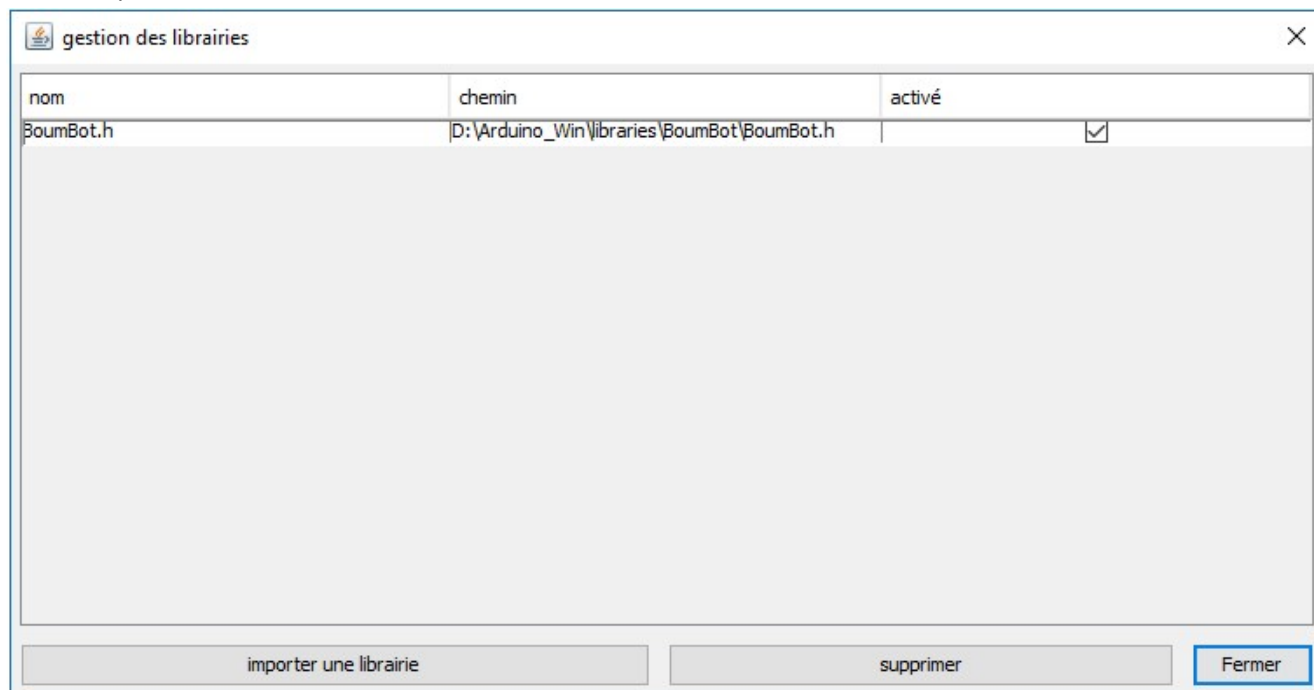 gestion des librairies
nom chemin activé
BoumBot.h D:\Arduino_Win\libraries\BoumBot\BoumBot.h
importer une librairie supprimer Fermer